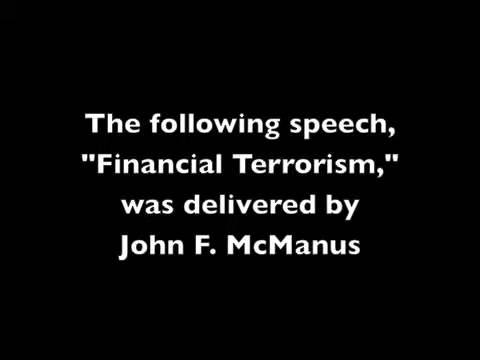 The following speech,
"Financial Terrorism,"
was delivered by
John F. McManus